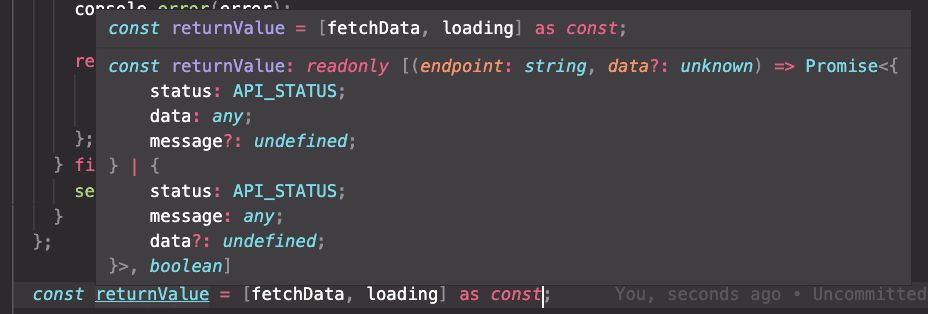 console.error(error);
const returnValue = [fetchData, loading] as const;
re
const returnValue: readonly [(endpoint: string, data?: unknown) => Promise<{
status: API_STATUS;
data: any;
message?: undefined;
};
} fi
} | {
se
status: API_STATUS;
}
message: any;
};
data?: undefined;
}>, boolean]
const returnValue = [fetchData, loading] as const; You, seconds ago • Uncommitted